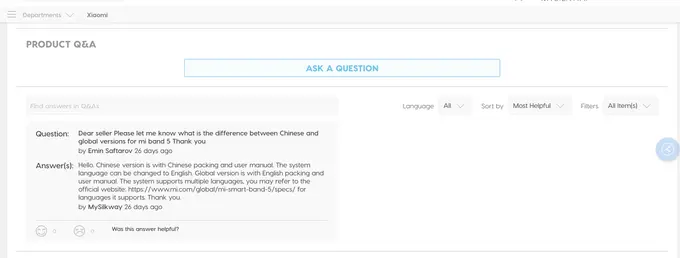 Departments
Xiaomi
PRODUCT Q&A
ASK A QUESTION
Find answers in Q&As
Language All Sort by Most Helpful Filters All Item(s)
Question: Dear seller Please let me know what is the difference between Chinese and
global versions for mi band 5 Thank you
by Emin Saftarov 26 days ago
Answer(s): Hello. Chinese version is with Chinese packing and user manual. The system
language can be changed to English. Global version is with English packing and
user manual. The system supports multiple languages, you may refer to the
official website: https://www.mi.com/global/mi-smart-band-5/specs/ for
languages it supports. Thank you.
by MySilkway 26 days ago
0 0 Was this answer helpful?